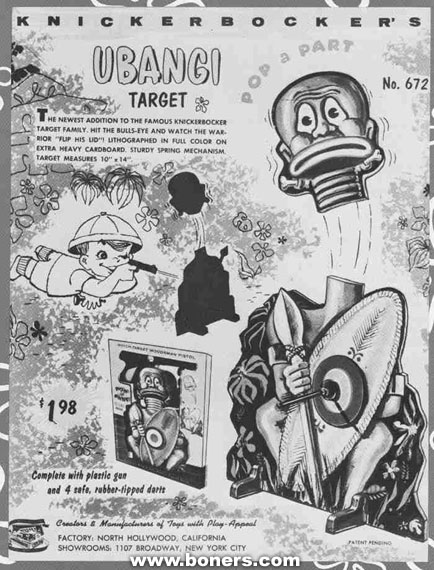 KNICKERBOCKER'S
UBANGI
TARGET
POP a PART
No. 672
THE NEWEST ADDITION TO THE FAMOUS KNICKERBOCKER
TARGET FAMILY. HIT THE BULLS-EYE AND WATCH THE WAR-
RIOR "FLIP HIS LID"! LITHOGRAPHED IN FULL COLOR ON
EXTRA HEAVY CARDBOARD. STURDY SPRING MECHANISM.
TARGET MEASURES 10" x 14".
$1.98
Complete with plastic gun
and 4 safe, rubber-tipped darts
Creators & Manufacturers of Toys with Play-Appeal
FACTORY: NORTH HOLLYWOOD, CALIFORNIA
SHOWROOMS: 1107 BROADWAY, NEW YORK CITY
PATENT PENDING
www.boners.com